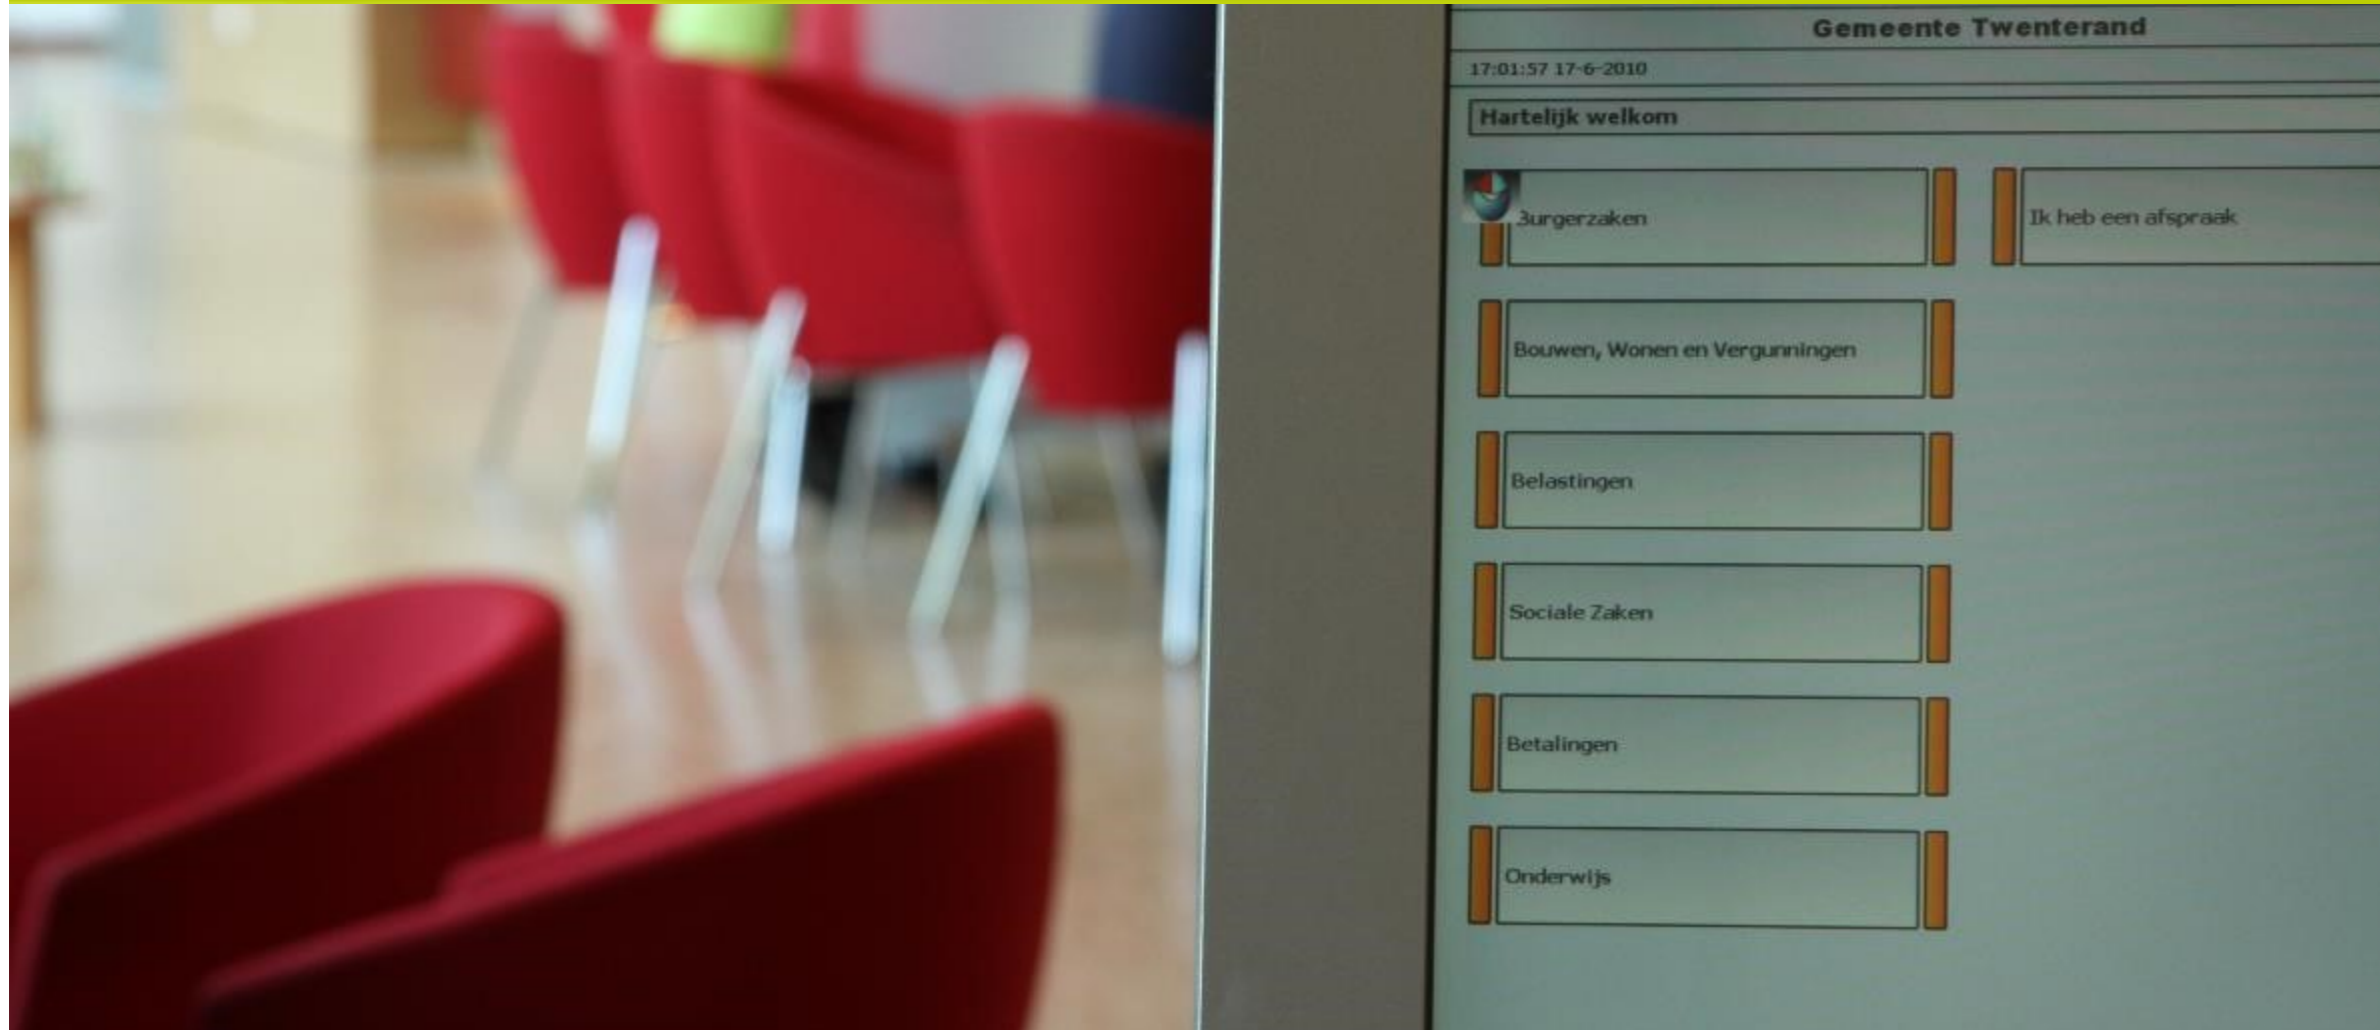 Gemeente Twenterand
17:01:57 17-6-2010
Hartelijk welkom
Burgerzaken
Ik heb een afspraak
Bouwen, Wonen en Vergunningen
Belastingen
Sociale Zaken
Betalingen
Onderwijs